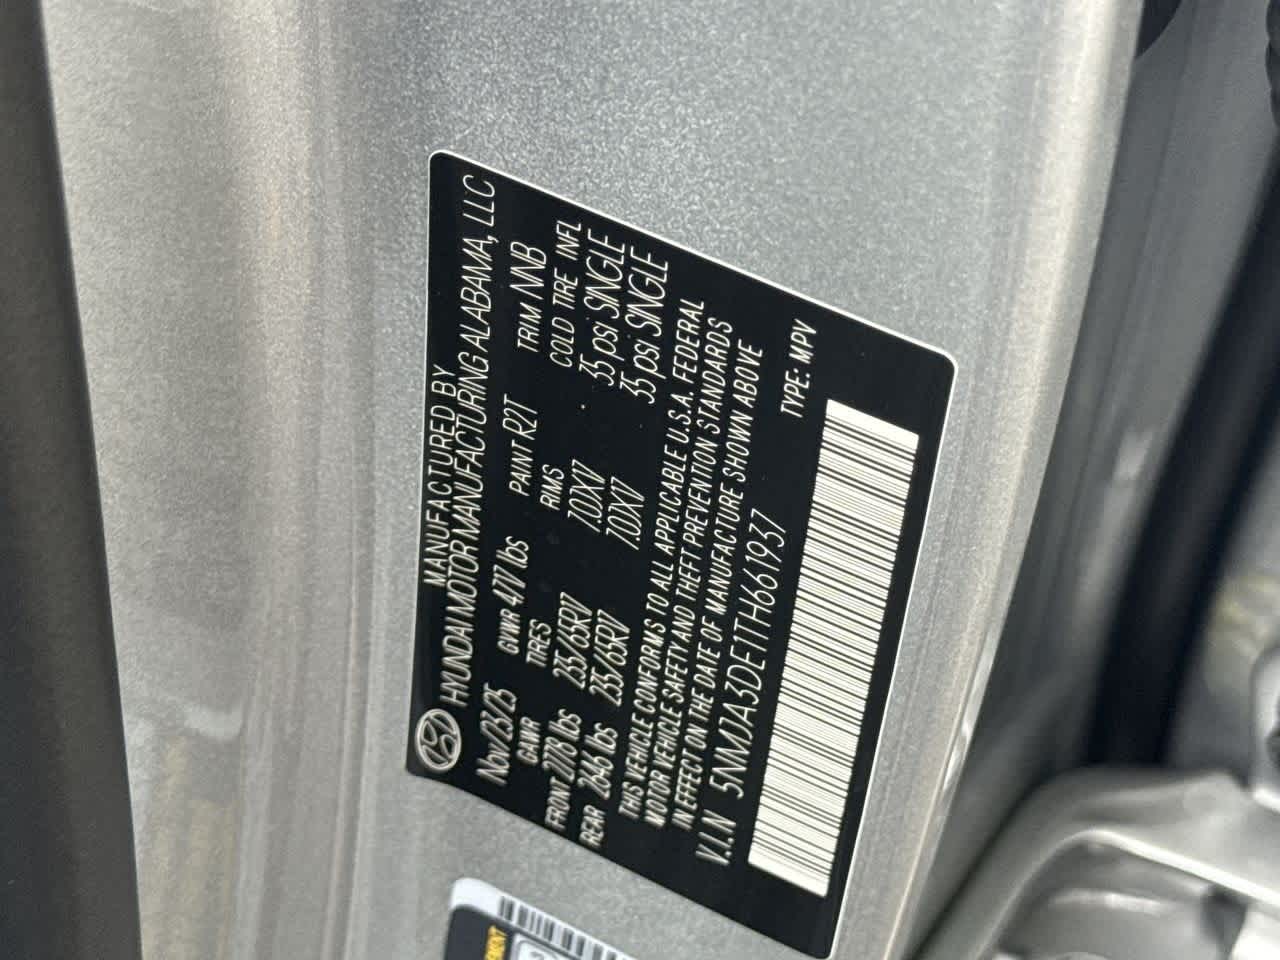 MANUFACTURED BY
HYUNDAI MOTOR MANUFACTURING ALABAMA, LLC
Nov/23/25 GVWR 4717 lbs PAINT R2T TRIM NNB
GAWR TIRES RIMS COLD TIRE INFL
FRONT 2778 lbs 235/65R17 7.0JX17 35 psi SINGLE
REAR 2646 lbs 235/65R17 7.0JX17 35 psi SINGLE
THIS VEHICLE CONFORMS TO ALL APPLICABLE U.S.A. FEDERAL
MOTOR VEHICLE SAFETY AND THEFT PREVENTION STANDARDS
IN EFFECT ON THE DATE OF MANUFACTURE SHOWN ABOVE
V.I.N 5NMJA3DE1TH661937 TYPE: MPV